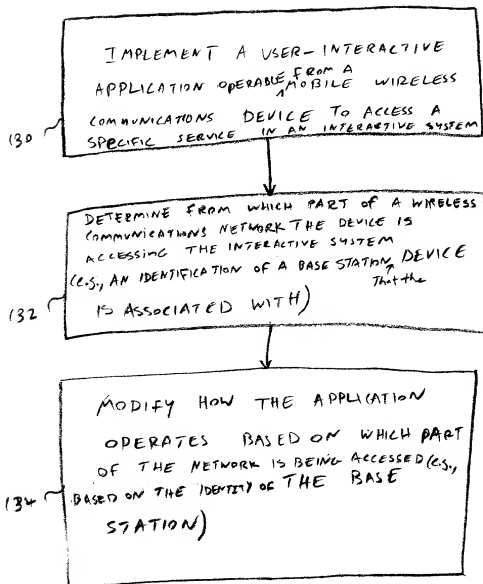 IMPLEMENT A USER-INTERACTIVE
APPLICATION OPERABLE FROM A MOBILE WIRELESS
COMMUNICATIONS DEVICE TO ACCESS A
SPECIFIC SERVICE IN AN INTERACTIVE SYSTEM
130
DETERMINE FROM WHICH PART OF A WIRELESS
COMMUNICATIONS NETWORK THE DEVICE IS
ACCESSING THE INTERACTIVE SYSTEM
(e.g., AN IDENTIFICATION OF A BASE STATION that the DEVICE
IS ASSOCIATED WITH)
132
MODIFY HOW THE APPLICATION
OPERATES BASED ON WHICH PART
OF THE NETWORK IS BEING ACCESSED (e.g.,
BASED ON THE IDENTITY OF THE BASE
STATION)
134